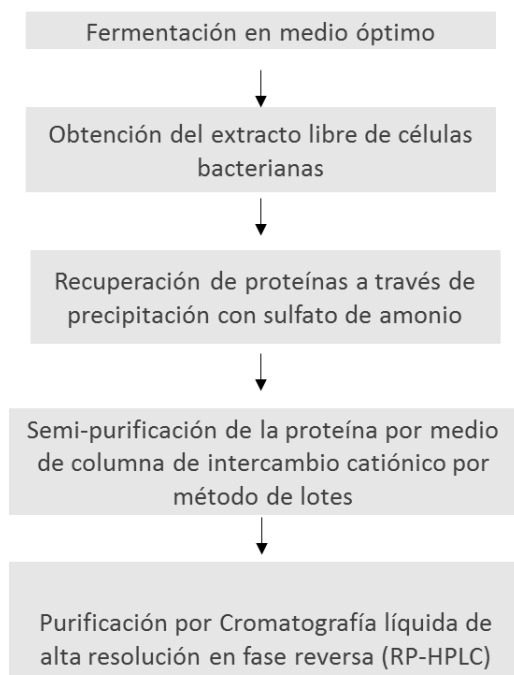 Fermentación en medio óptimo
Obtención del extracto libre de células
bacterianas
Recuperación de proteínas a través de
precipitación con sulfato de amonio
Semi-purificación de la proteína por medio
de columna de intercambio catiónico por
método de lotes
Purificación por Cromatografía líquida de
alta resolución en fase reversa (RP-HPLC)